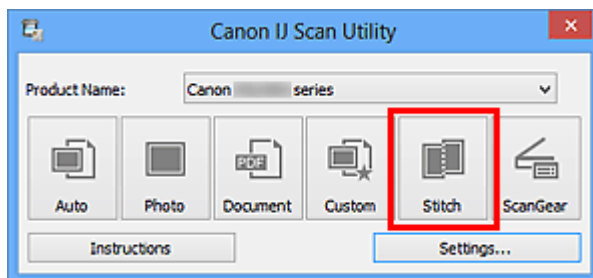 Canon IJ Scan Utility
Product Name: Canon series
PDF
Auto Photo Document Custom Stitch ScanGear
Instructions Settings...